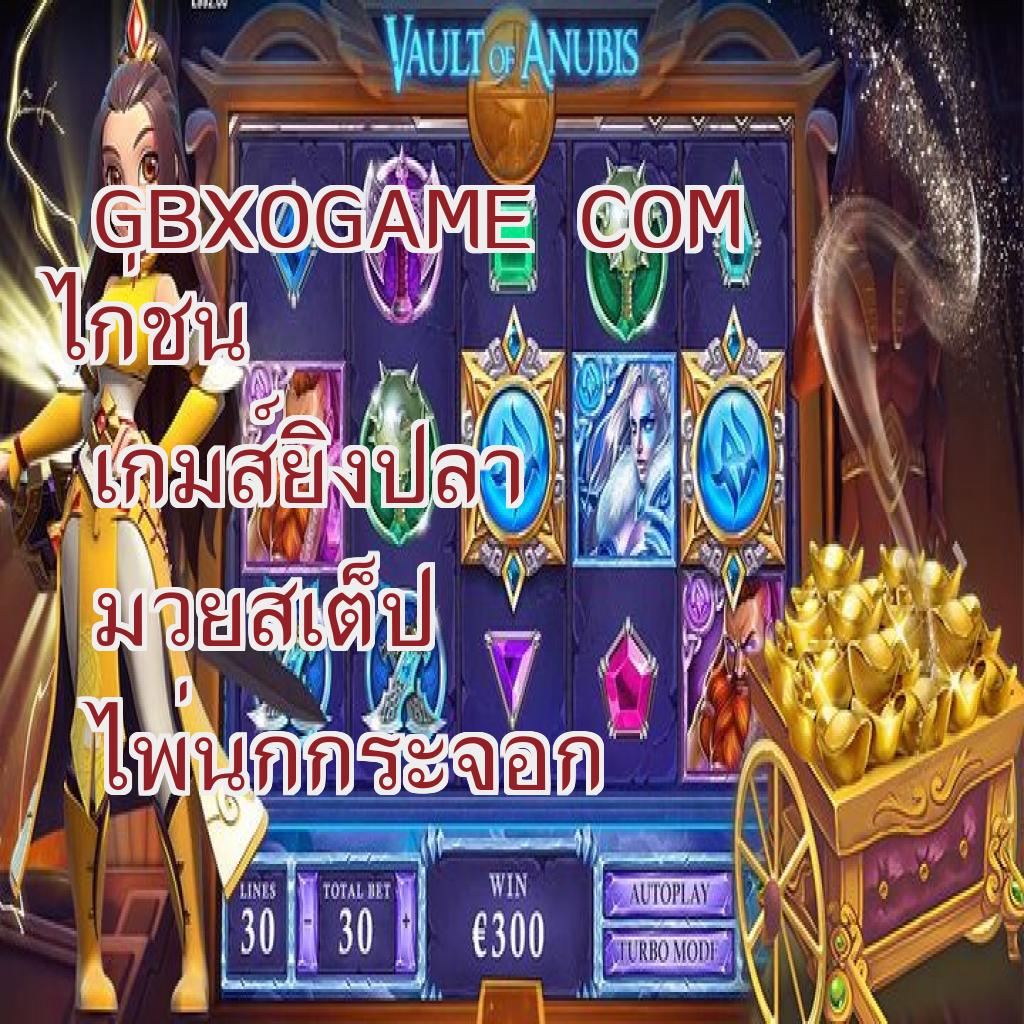 VAULT OF ANUBIS
GBXOGAME COM
ไก่ชน
เกมส์ยิงปลา
มวยสเต็ป
ไพ่นกกระจอก
LINES
30
TOTAL BET
- 30 +
WIN
€300
AUTOPLAY
TURBO MODE